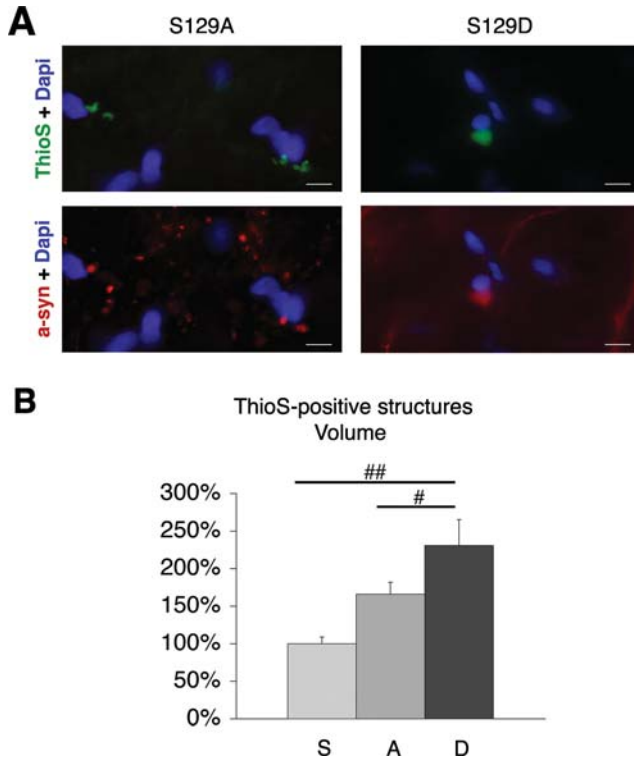 A
S129A
S129D
ThioS + Dapi
a-syn + Dapi
B
ThioS-positive structures
Volume
##
#
300%
250%
200%
150%
100%
50%
0%
S
A
D